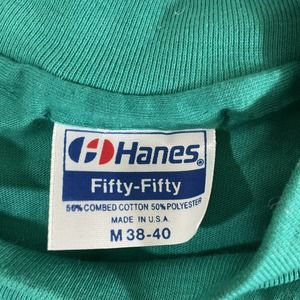 Hanes®
Fifty-Fifty
50% COMBED COTTON 50% POLYESTER
MADE IN U.S.A.
M 38-40